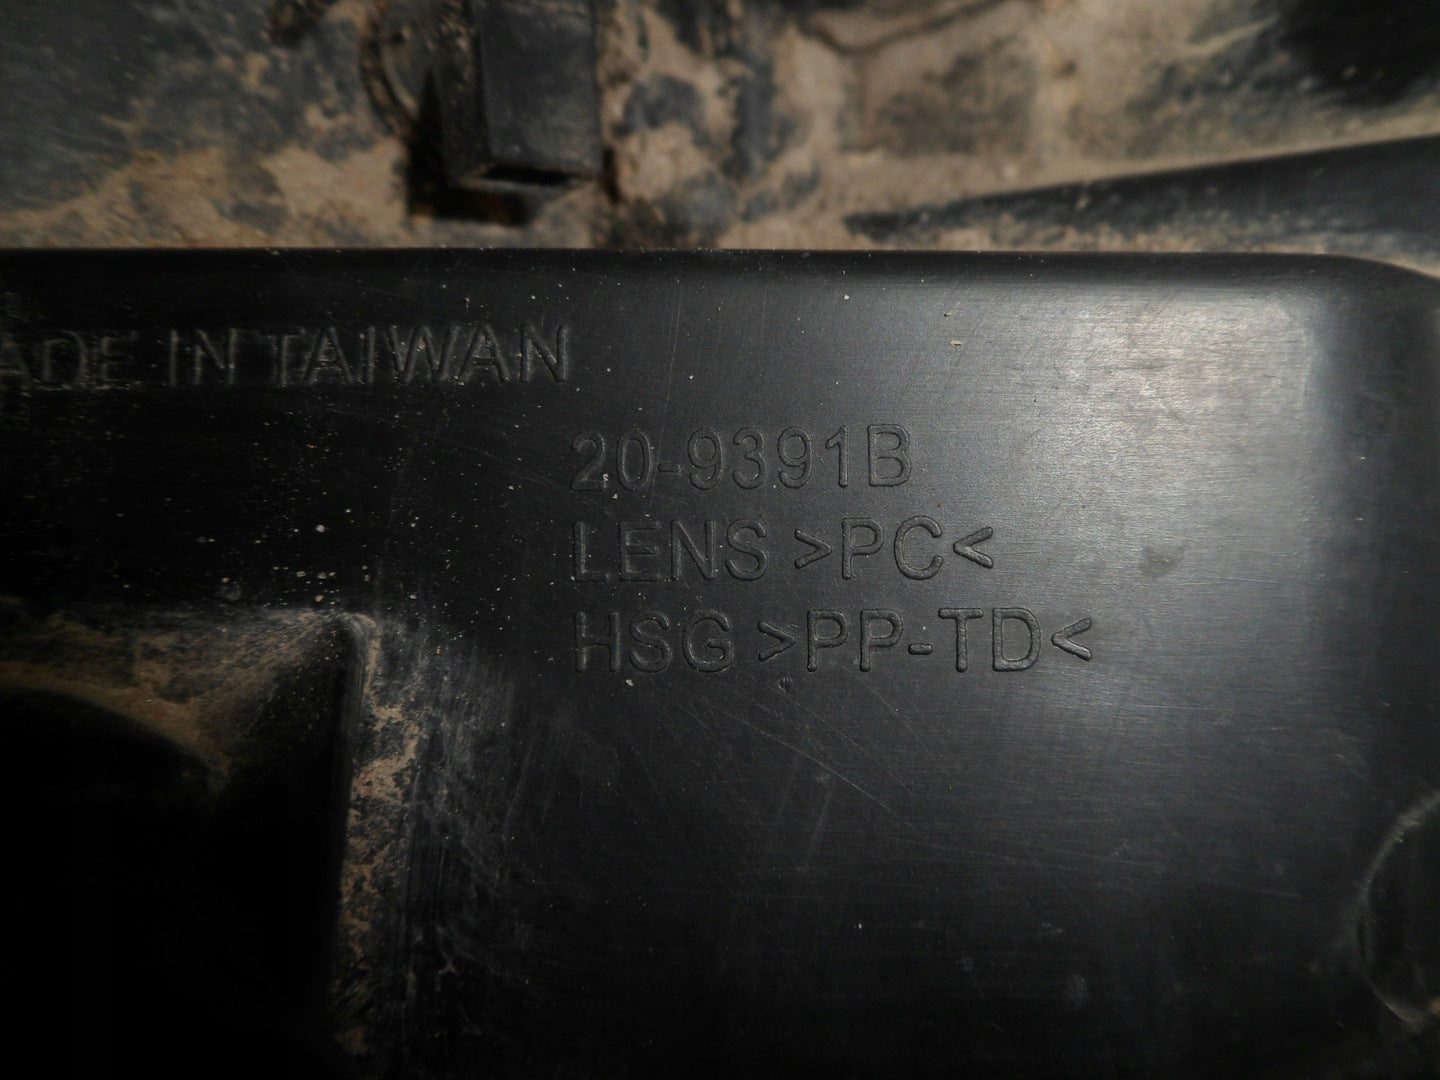 ADE IN TAIWAN
20-9391B
LENS >PC<
HSG >PP-TD<